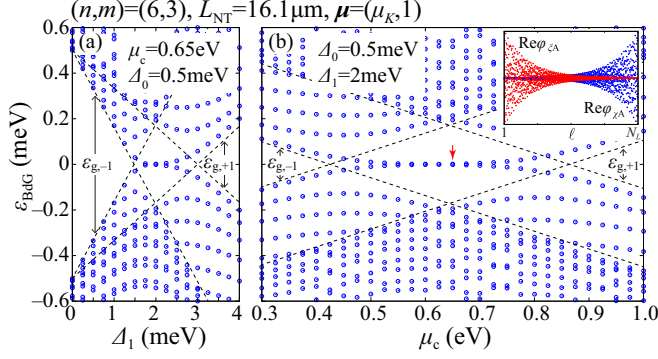 (n,m)=(6,3), L_NT=16.1μm, μ=(μ_K,1)
(a)
μ_c=0.65eV
Δ_0=0.5meV
(b)
Δ_0=0.5meV
Δ_1=2meV
Reφ_ξA
Reφ_χA
1 ℓ N_L
ε_BdG (meV)
0.6
0.4
0.2
0
−0.2
−0.4
−0.6
ε_g,−1
ε_g,+1
ε_g,−1
ε_g,+1
0 1 2 3 4
Δ_1 (meV)
0.3 0.4 0.5 0.6 0.7 0.8 0.9 1.0
μ_c (eV)